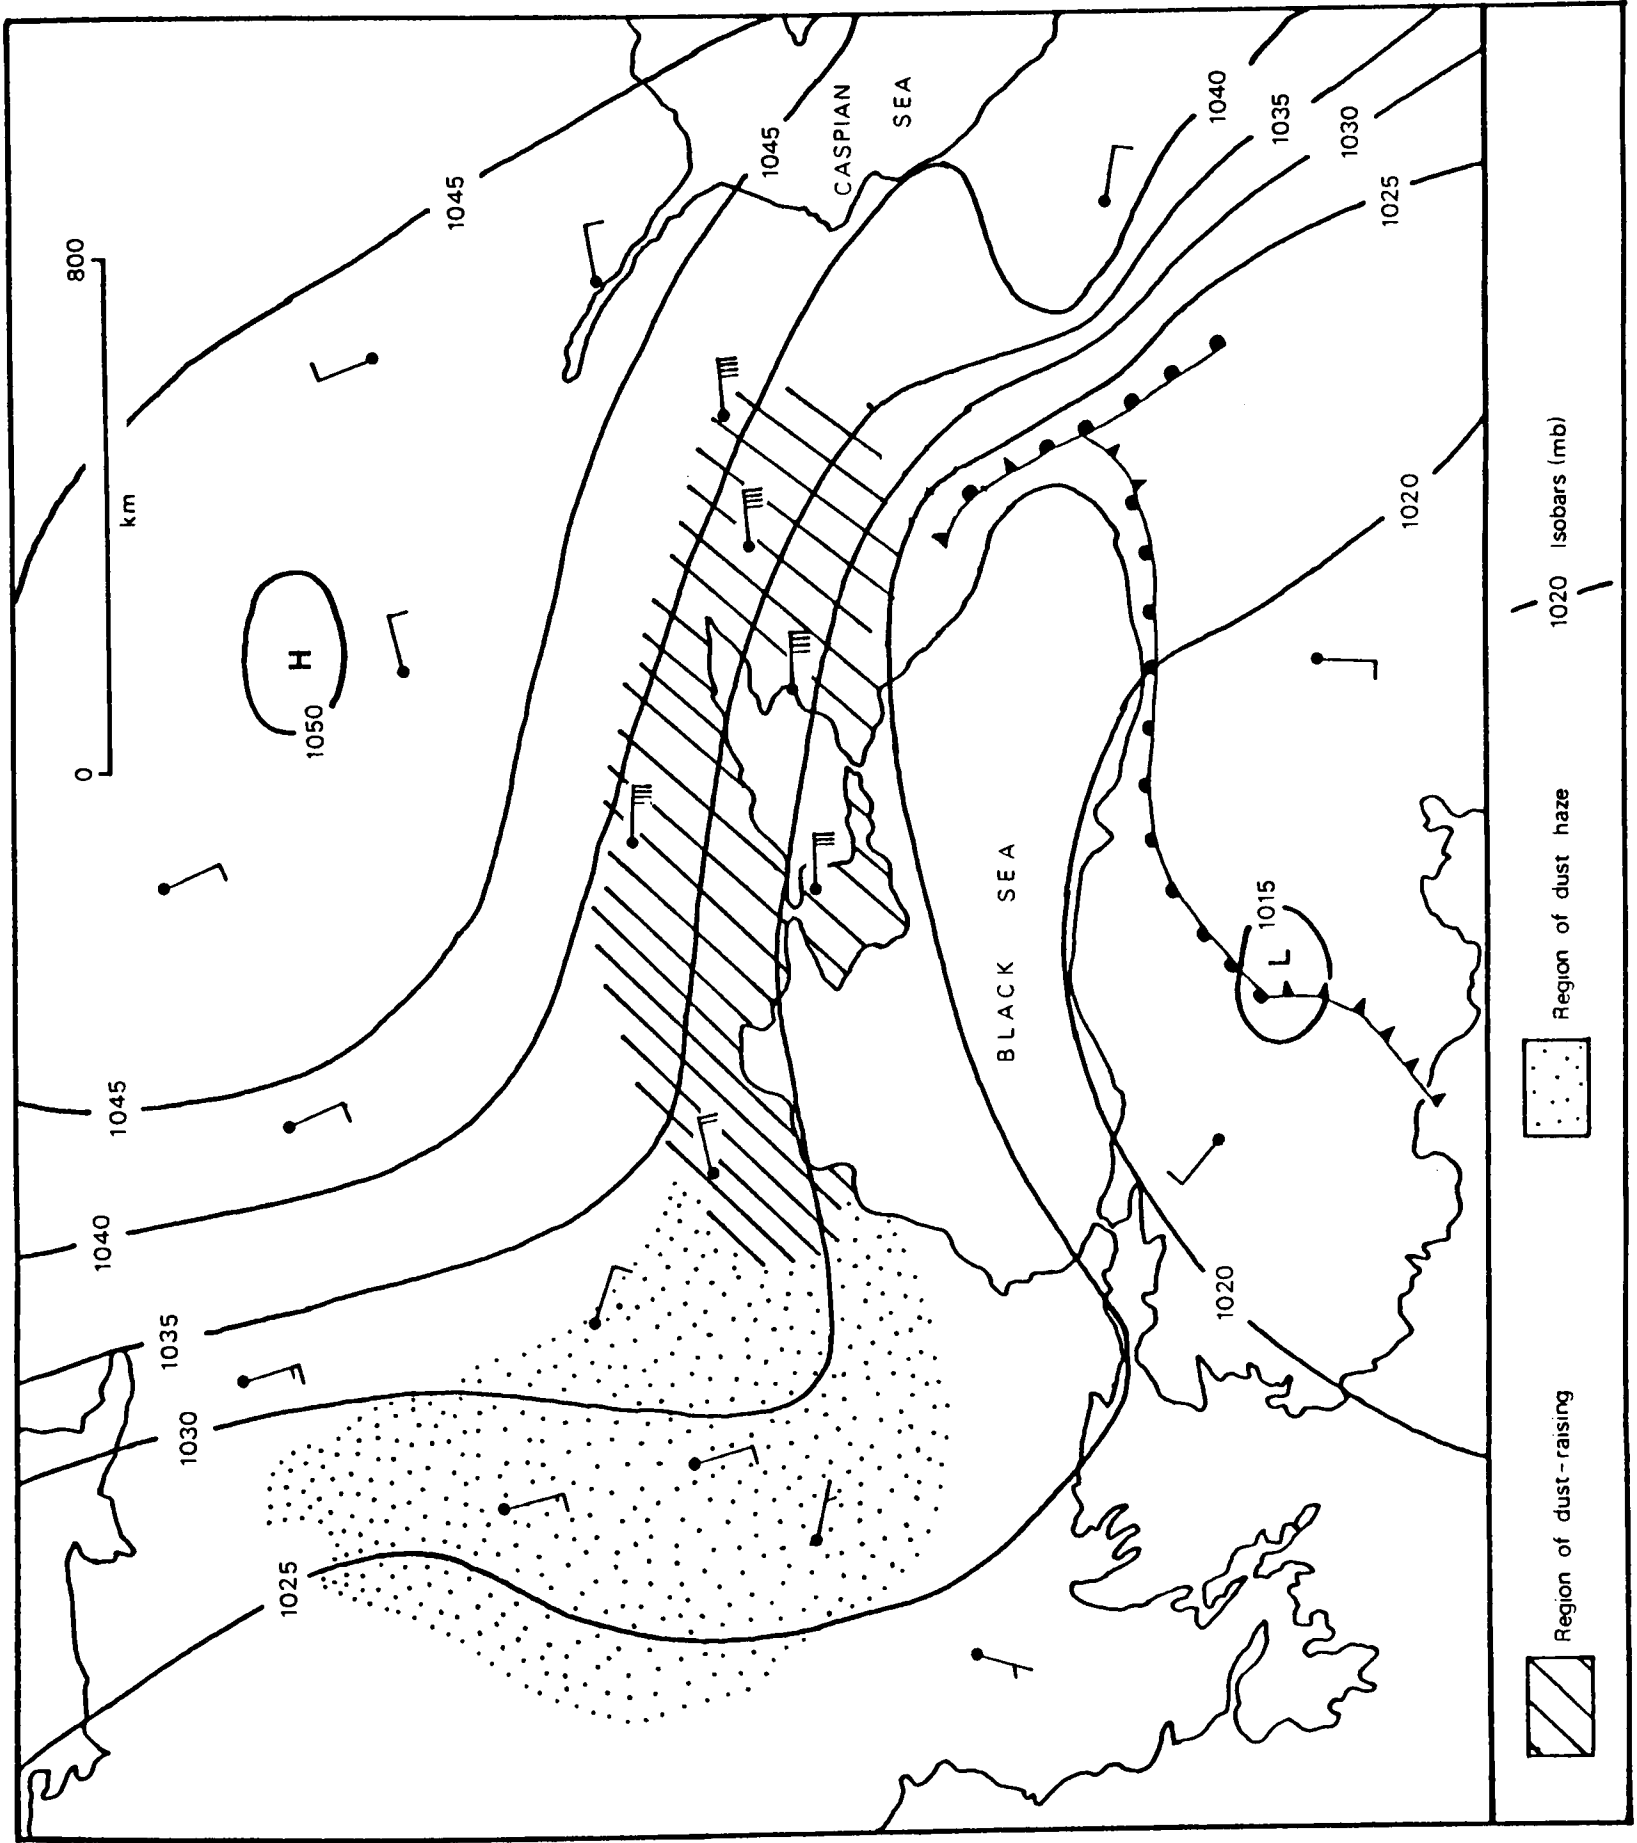 0
800
km
1045
1045
H
1050
CASPIAN
SEA
1045
1040
1035
1030
1025
1040
1035
1030
1025
1020
BLACK SEA
1015
L
1020
Region of dust-raising
Region of dust haze
1020 Isobars (mb)